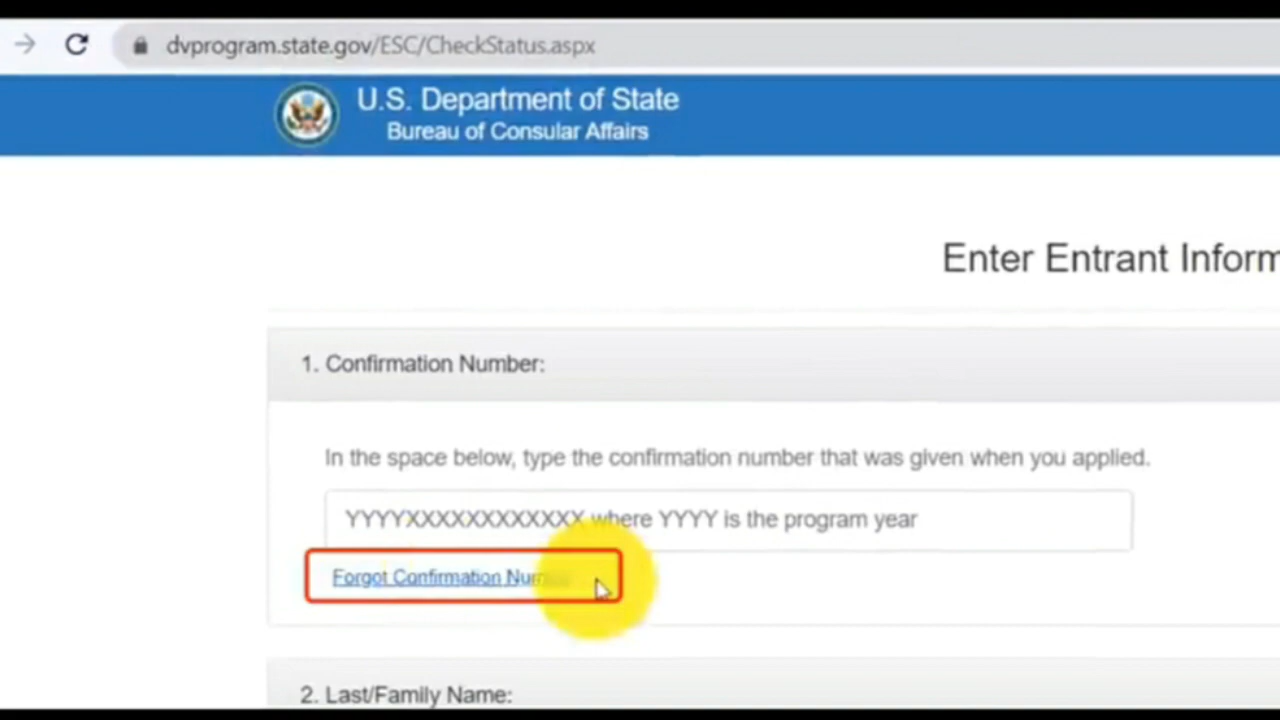 dvprogram.state.gov/ESC/CheckStatus.aspx
U.S. Department of State
Bureau of Consular Affairs
Enter Entrant Inform
1. Confirmation Number:
In the space below, type the confirmation number that was given when you applied.
YYYYXXXXXXXXXXXX where YYYY is the program year
Forgot Confirmation
2. Last/Family Name: